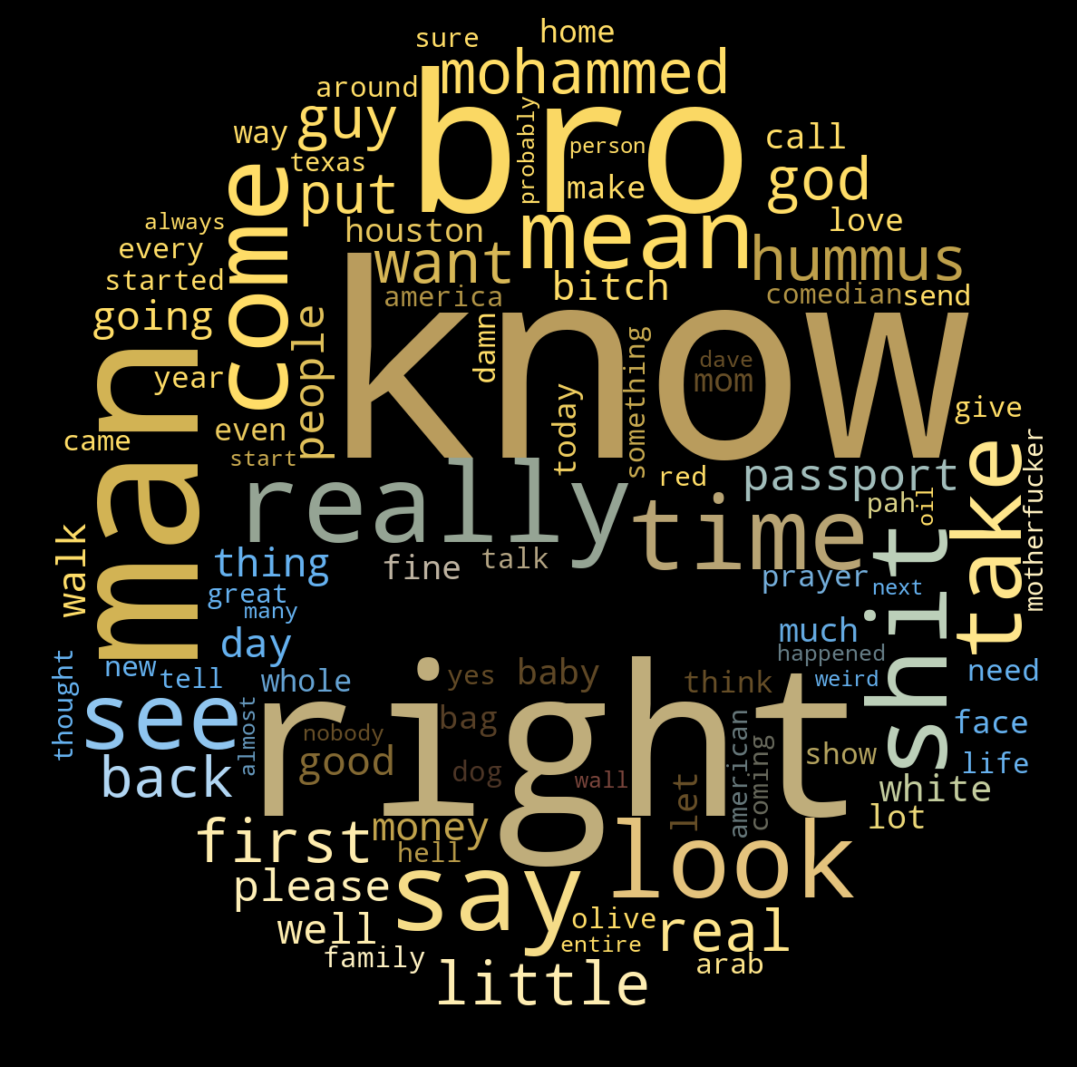 sure
home
mohammed
around
bro
guy
way
probably
person
call
texas
put
make
god
come
always
houston
mean
love
every
want
hummus
started
america
bitch
comedian
send
going
know
people
damn
something
dave
man
year
mom
today
give
came
even
start
really
red
passport
take
motherfucker
time
pah
oil
walk
thing
fine
talk
prayer
next
shit
great
many
day
much
happened
thought
new
tell
whole
yes
baby
think
weird
need
see
almost
right
bag
nobody
good
dog
wall
let
american
coming
show
face
life
back
white
lot
first
money
hell
look
please
say
well
olive
entire
real
family
arab
little